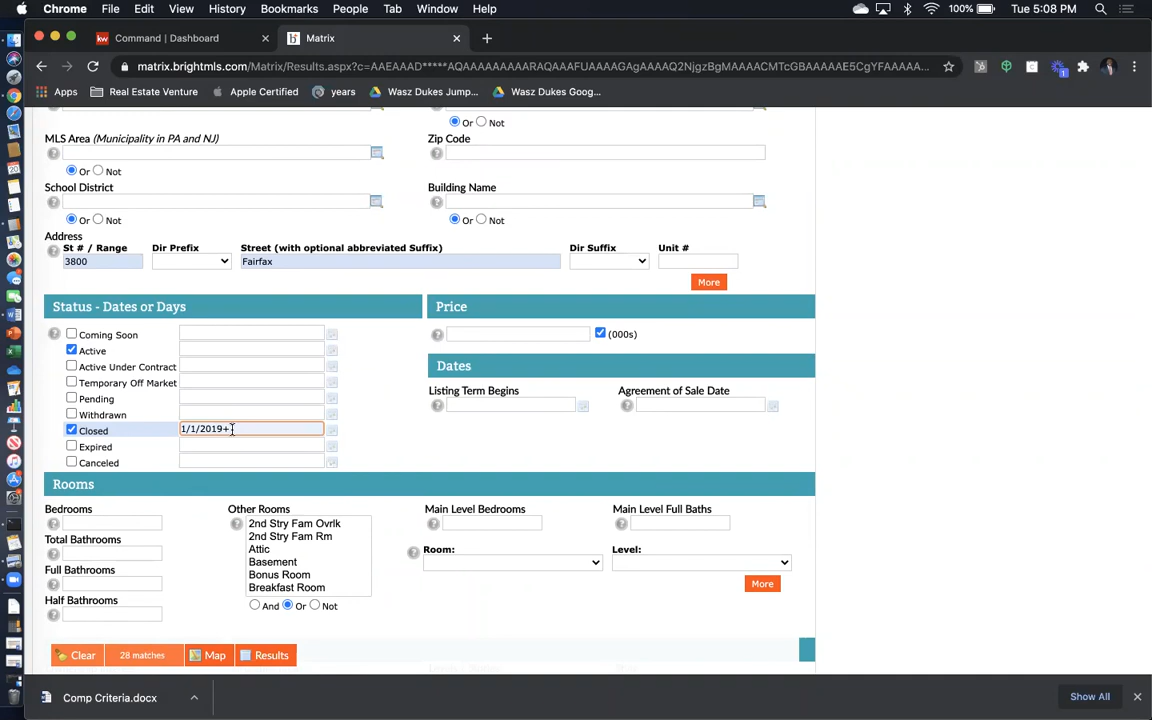 Chrome File Edit View History Bookmarks People Tab Window Help 100% Tue 5:08 PM
Command | Dashboard Matrix
matrix.brightmls.com/Matrix/Results.aspx?c=AAEAAAD*****AQAAAAAAAAARAQAAAFUAAAAGAgAAAAQ2NjgzBgMAAAACMTcGBAAAAAE5CgYFAAAAA...
Apps Real Estate Venture Apple Certified years Wasz Dukes Jump... Wasz Dukes Goog...
Or Not
MLS Area (Municipality in PA and NJ) Zip Code
Or Not
School District Building Name
Or Not Or Not
Address
St # / Range Dir Prefix Street (with optional abbreviated Suffix) Dir Suffix Unit #
3800 Fairfax
More
Status - Dates or Days Price
Coming Soon (000s)
Active
Active Under Contract Dates
Temporary Off Market Listing Term Begins Agreement of Sale Date
Pending
Withdrawn
Closed 1/1/2019+
Expired
Canceled
Rooms
Bedrooms Other Rooms Main Level Bedrooms Main Level Full Baths
2nd Stry Fam Ovrlk
Total Bathrooms 2nd Stry Fam Rm
Attic Room: Level:
Full Bathrooms Basement
Bonus Room
Half Bathrooms Breakfast Room More
And Or Not
Clear 28 matches Map Results
Comp Criteria.docx Show All